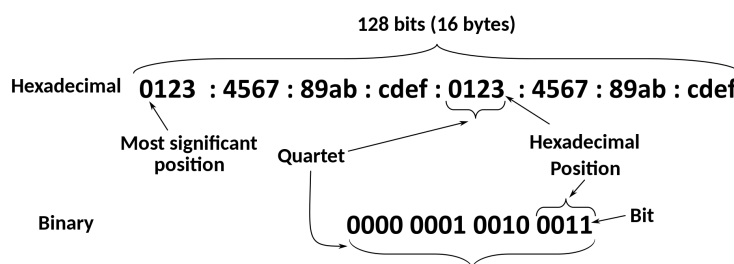 128 bits (16 bytes)
Hexadecimal 0123 : 4567 : 89ab : cdef : 0123 : 4567 : 89ab : cdef
Most significant
position
Quartet
Hexadecimal
Position
Binary
0000 0001 0010 0011
Bit